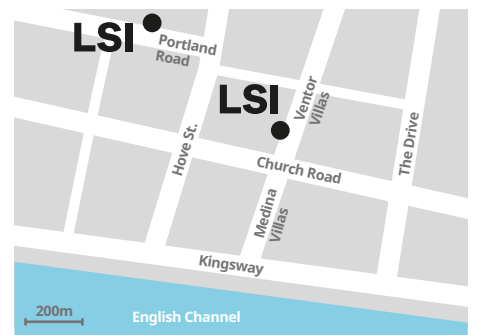 LSI
Portland
Road
LSI
Ventor
Villas
Hove St.
The Drive
Church Road
Medina
Villas
Kingsway
200m
English Channel